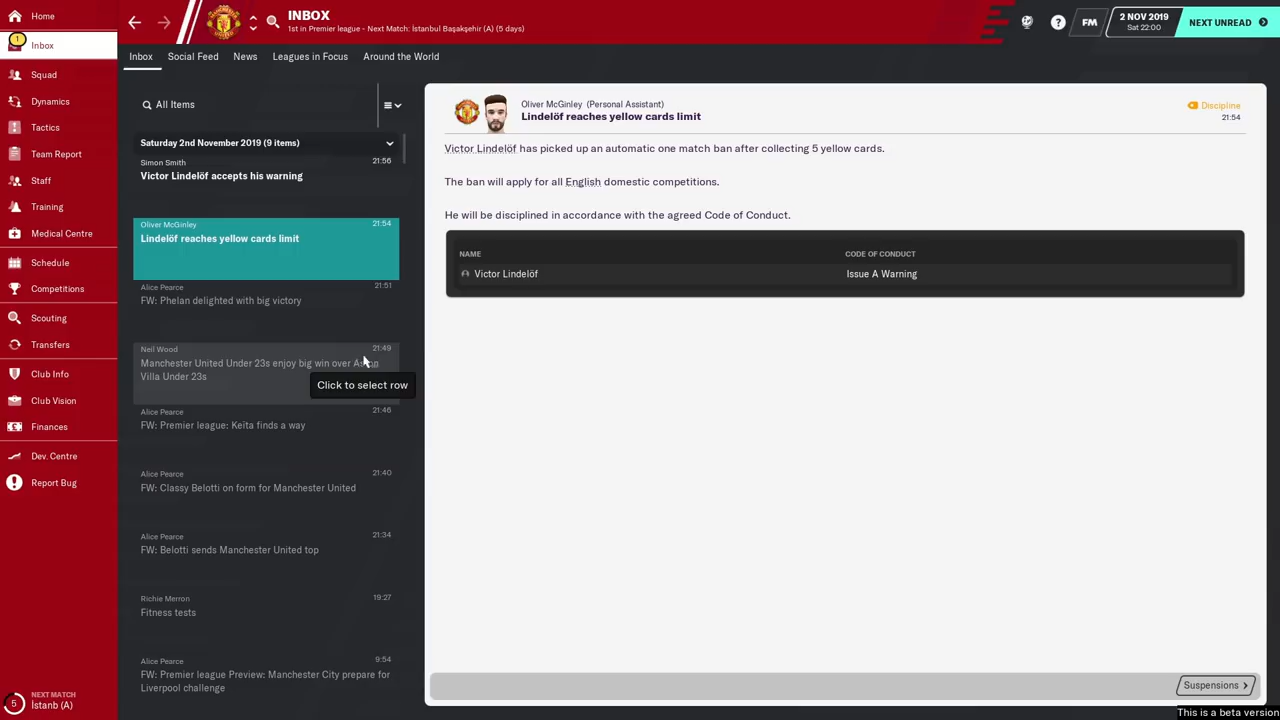 INBOX
1st in Premier league - Next Match: İstanbul Başakşehir (A) (5 days)
FM
2 NOV 2019
Sat 22:00
NEXT UNREAD
Home
1
Inbox
Squad
Dynamics
Tactics
Team Report
Staff
Training
Medical Centre
Schedule
Competitions
Scouting
Transfers
Club Info
Club Vision
Finances
Dev. Centre
Report Bug
5
NEXT MATCH
İstanb (A)
Inbox
Social Feed
News
Leagues in Focus
Around the World
All Items
Saturday 2nd November 2019 (9 items)
Simon Smith 21:56
Victor Lindelöf accepts his warning
Oliver McGinley 21:54
Lindelöf reaches yellow cards limit
Alice Pearce 21:51
FW: Phelan delighted with big victory
Neil Wood 21:49
Manchester United Under 23s enjoy big win over Aston
Villa Under 23s
Click to select row
Alice Pearce 21:46
FW: Premier league: Keïta finds a way
Alice Pearce 21:40
FW: Classy Belotti on form for Manchester United
Alice Pearce 21:34
FW: Belotti sends Manchester United top
Richie Merron 19:27
Fitness tests
Alice Pearce 9:54
FW: Premier league Preview: Manchester City prepare for
Liverpool challenge
Oliver McGinley (Personal Assistant)
Lindelöf reaches yellow cards limit
Discipline
21:54
Victor Lindelöf has picked up an automatic one match ban after collecting 5 yellow cards.
The ban will apply for all English domestic competitions.
He will be disciplined in accordance with the agreed Code of Conduct.
NAME CODE OF CONDUCT
Victor Lindelöf Issue A Warning
Suspensions
This is a beta version